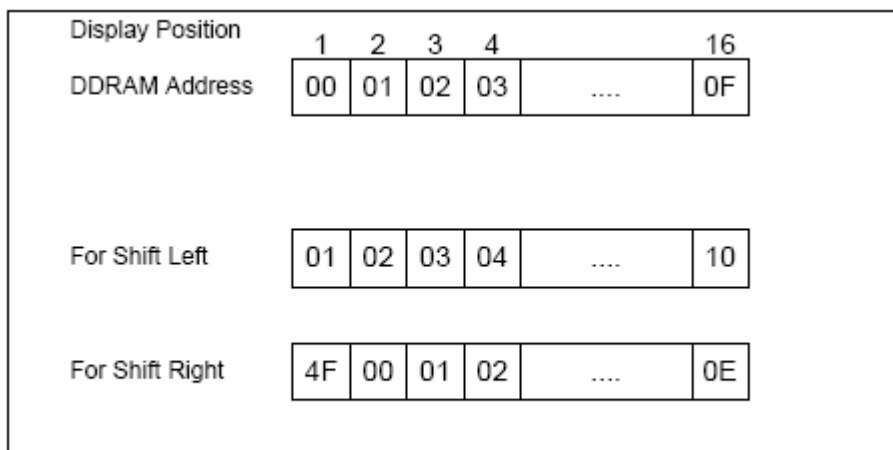 Display Position 1 2 3 4 16
DDRAM Address 00 01 02 03 .... 0F
For Shift Left 01 02 03 04 .... 10
For Shift Right 4F 00 01 02 .... 0E